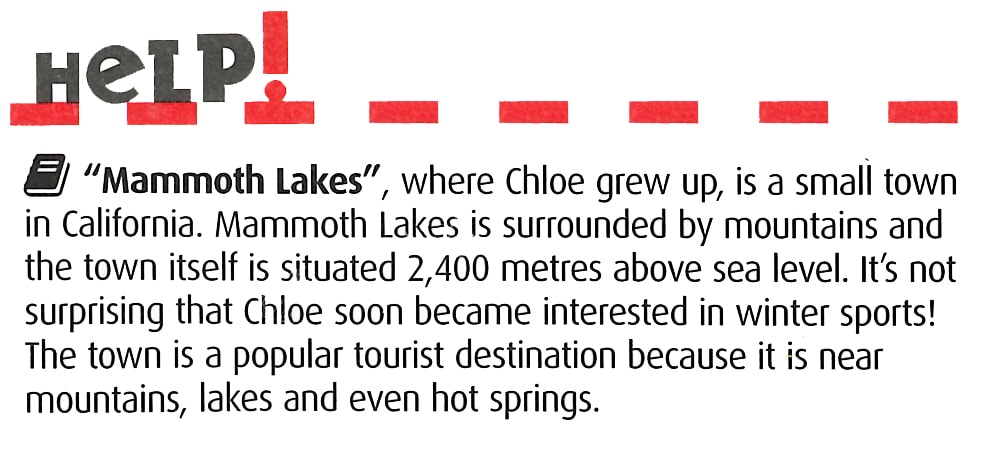 HeLP!
"Mammoth Lakes", where Chloe grew up, is a small town
in California. Mammoth Lakes is surrounded by mountains and
the town itself is situated 2,400 metres above sea level. It's not
surprising that Chloe soon became interested in winter sports!
The town is a popular tourist destination because it is near
mountains, lakes and even hot springs.